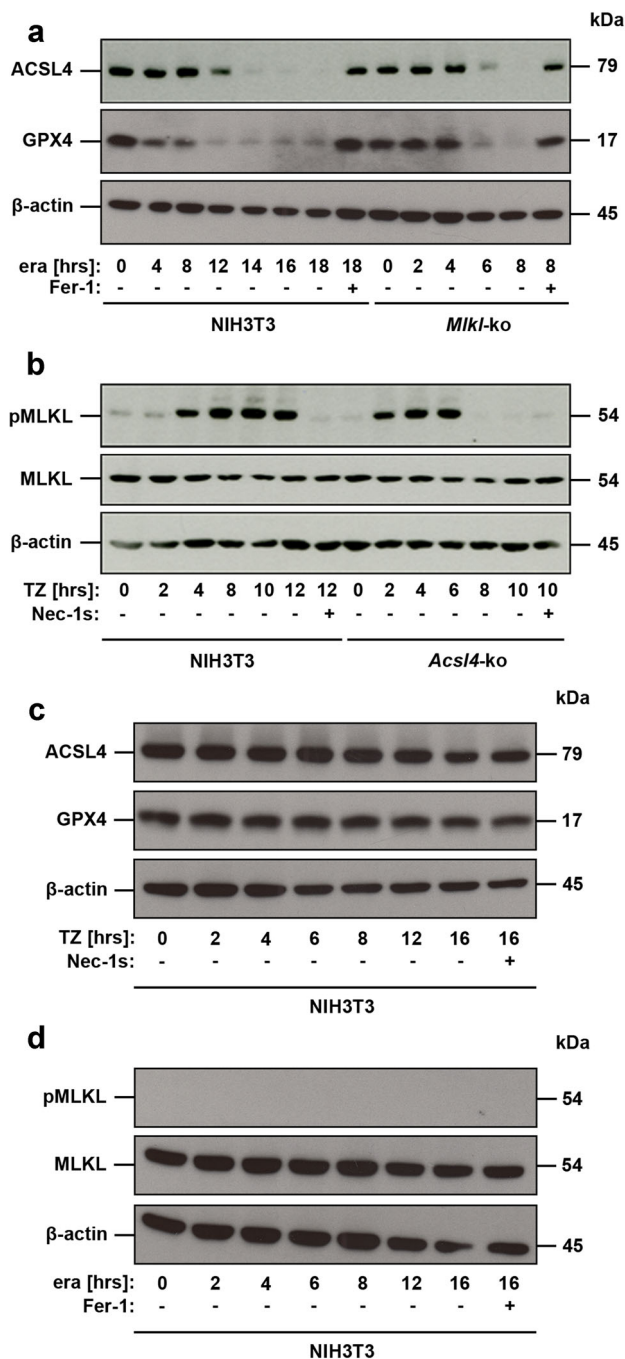 a
kDa
ACSL4
79
GPX4
17
β-actin
45
era [hrs]: 0 4 8 12 14 16 18 18 0 2 4 6 8 8
Fer-1: - - - - - - - + - - - - - +
NIH3T3 Mlkl-ko
b
pMLKL
54
MLKL
54
β-actin
45
TZ [hrs]: 0 2 4 8 10 12 12 0 2 4 6 8 10 10
Nec-1s: - - - - - - + - - - - - - +
NIH3T3 Acsl4-ko
c
kDa
ACSL4
79
GPX4
17
β-actin
45
TZ [hrs]: 0 2 4 6 8 12 16 16
Nec-1s: - - - - - - - +
NIH3T3
d
kDa
pMLKL
54
MLKL
54
β-actin
45
era [hrs]: 0 2 4 6 8 12 16 16
Fer-1: - - - - - - - +
NIH3T3